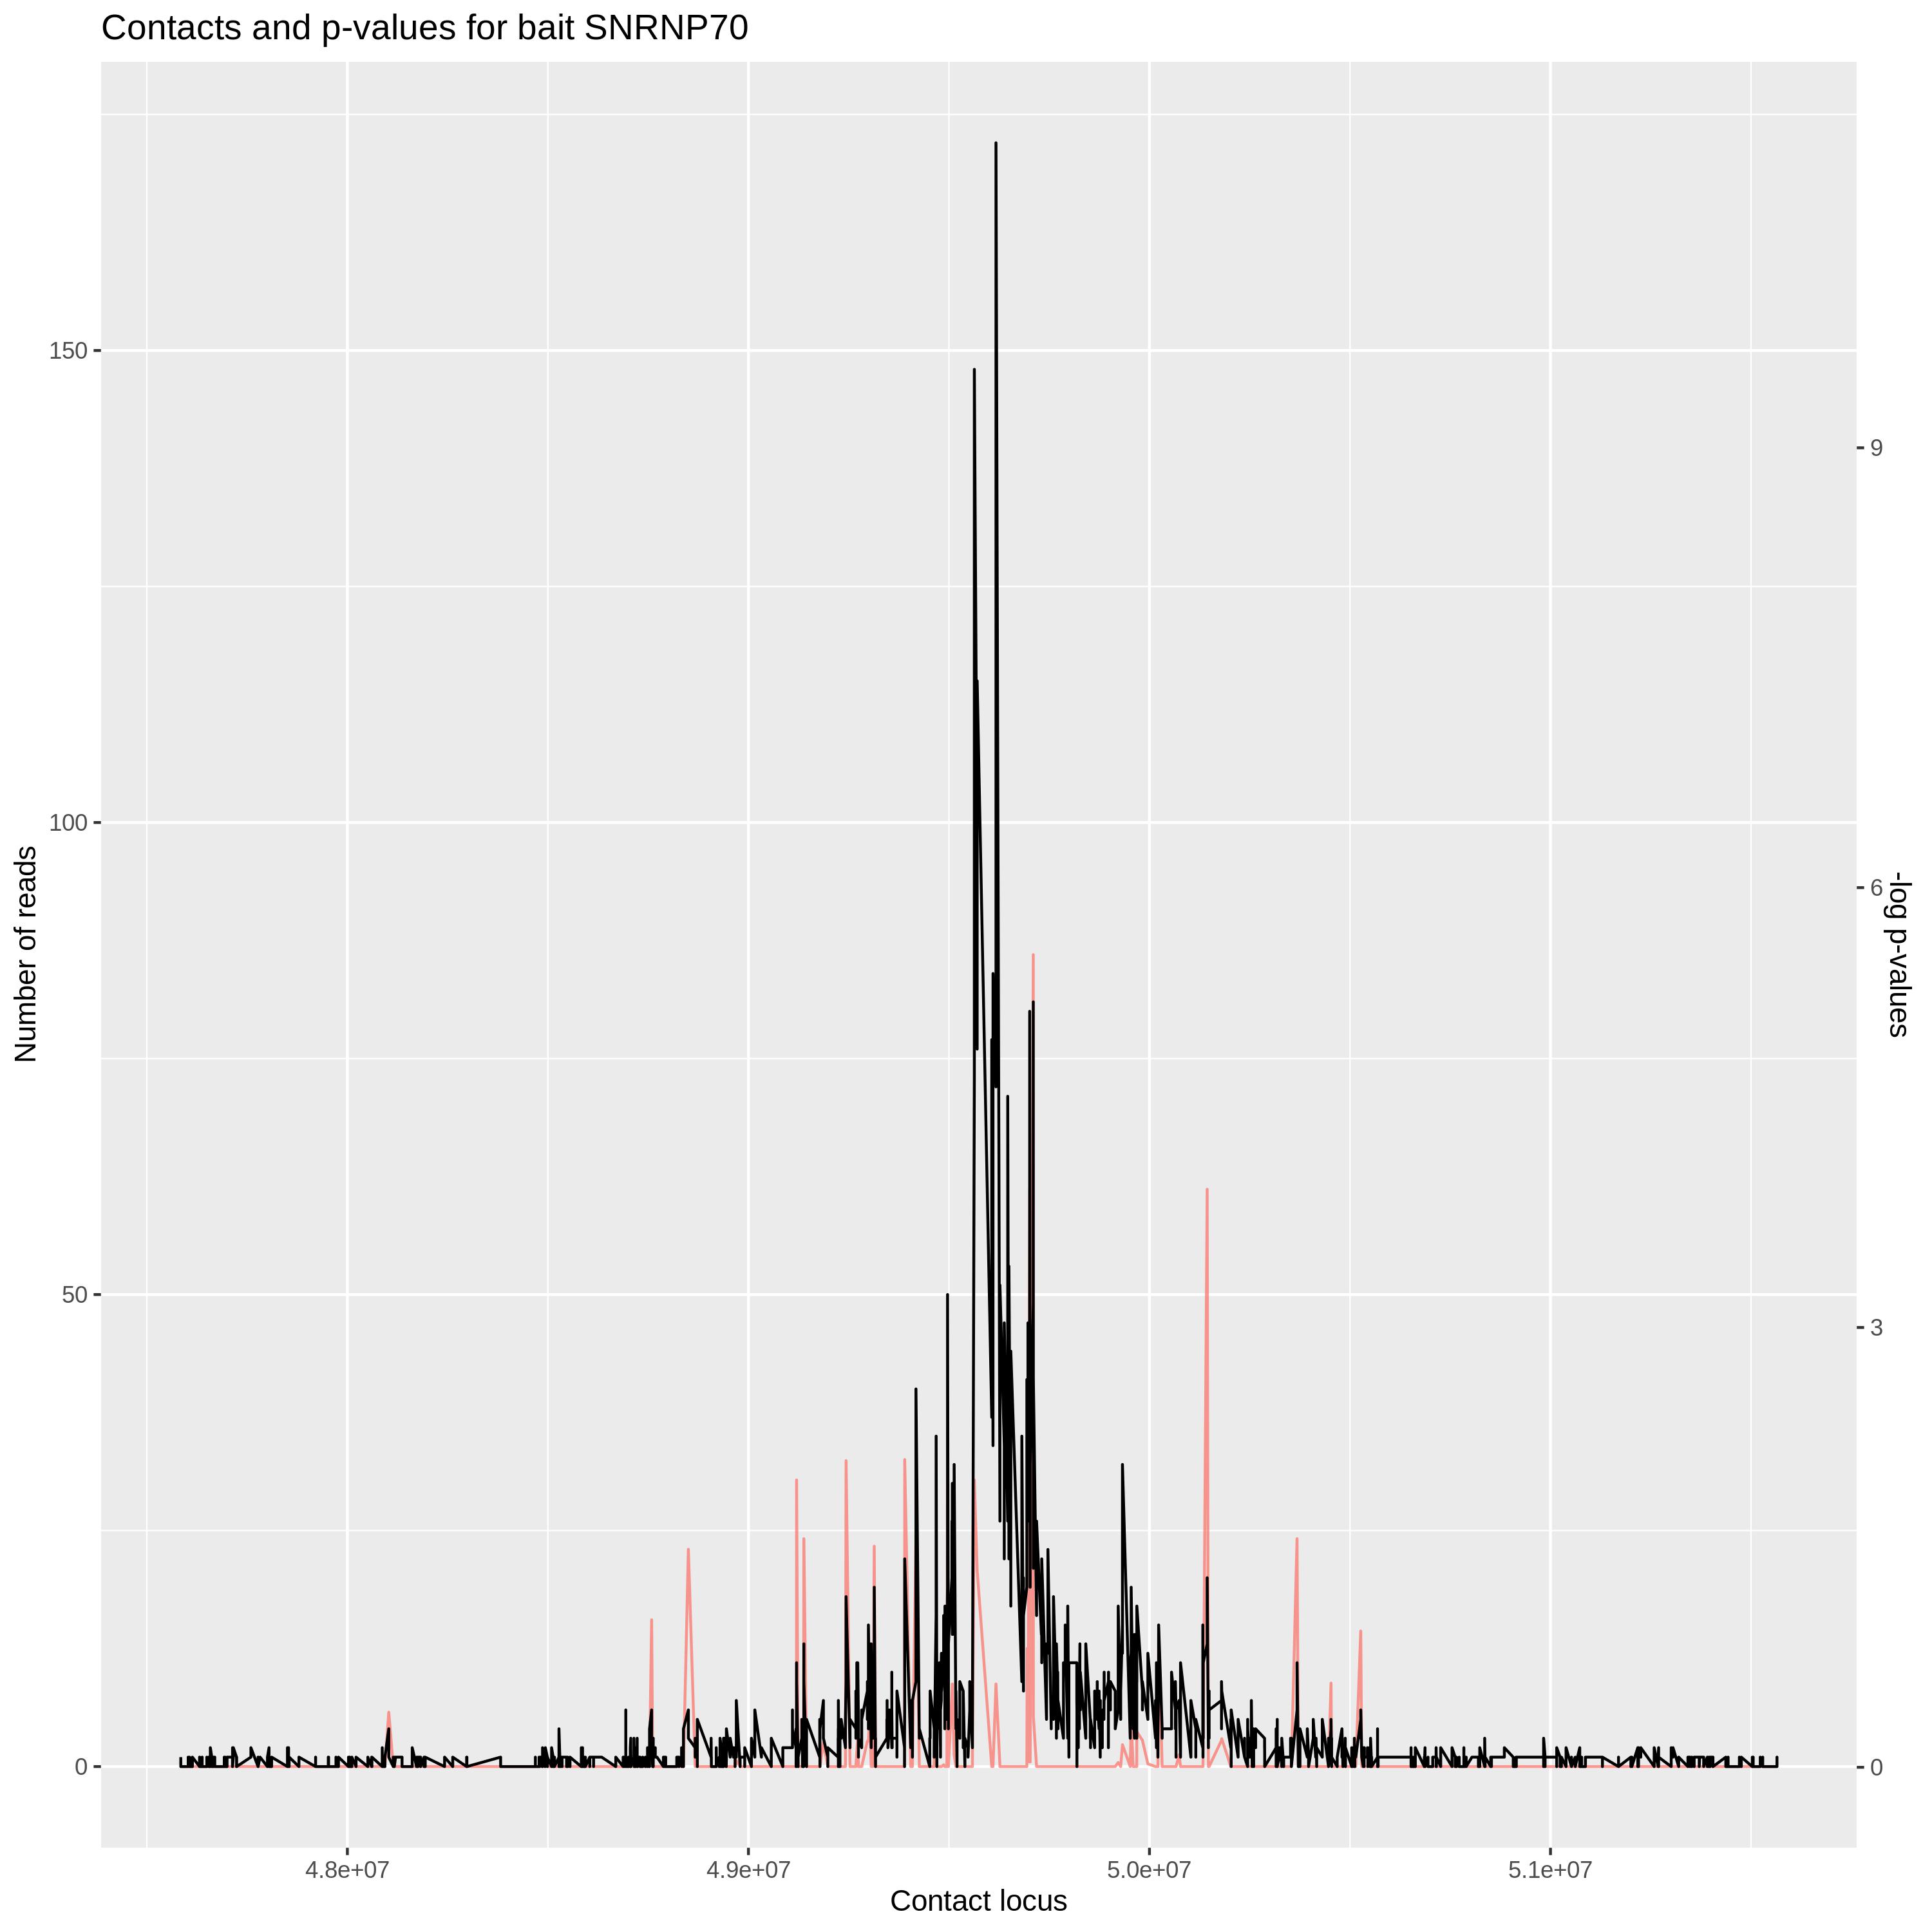 Contacts and p-values for bait SNRNP70
Number of reads
150
100
50
0
9
6
3
0
-log p-values
4.8e+07
4.9e+07
5.0e+07
5.1e+07
Contact locus